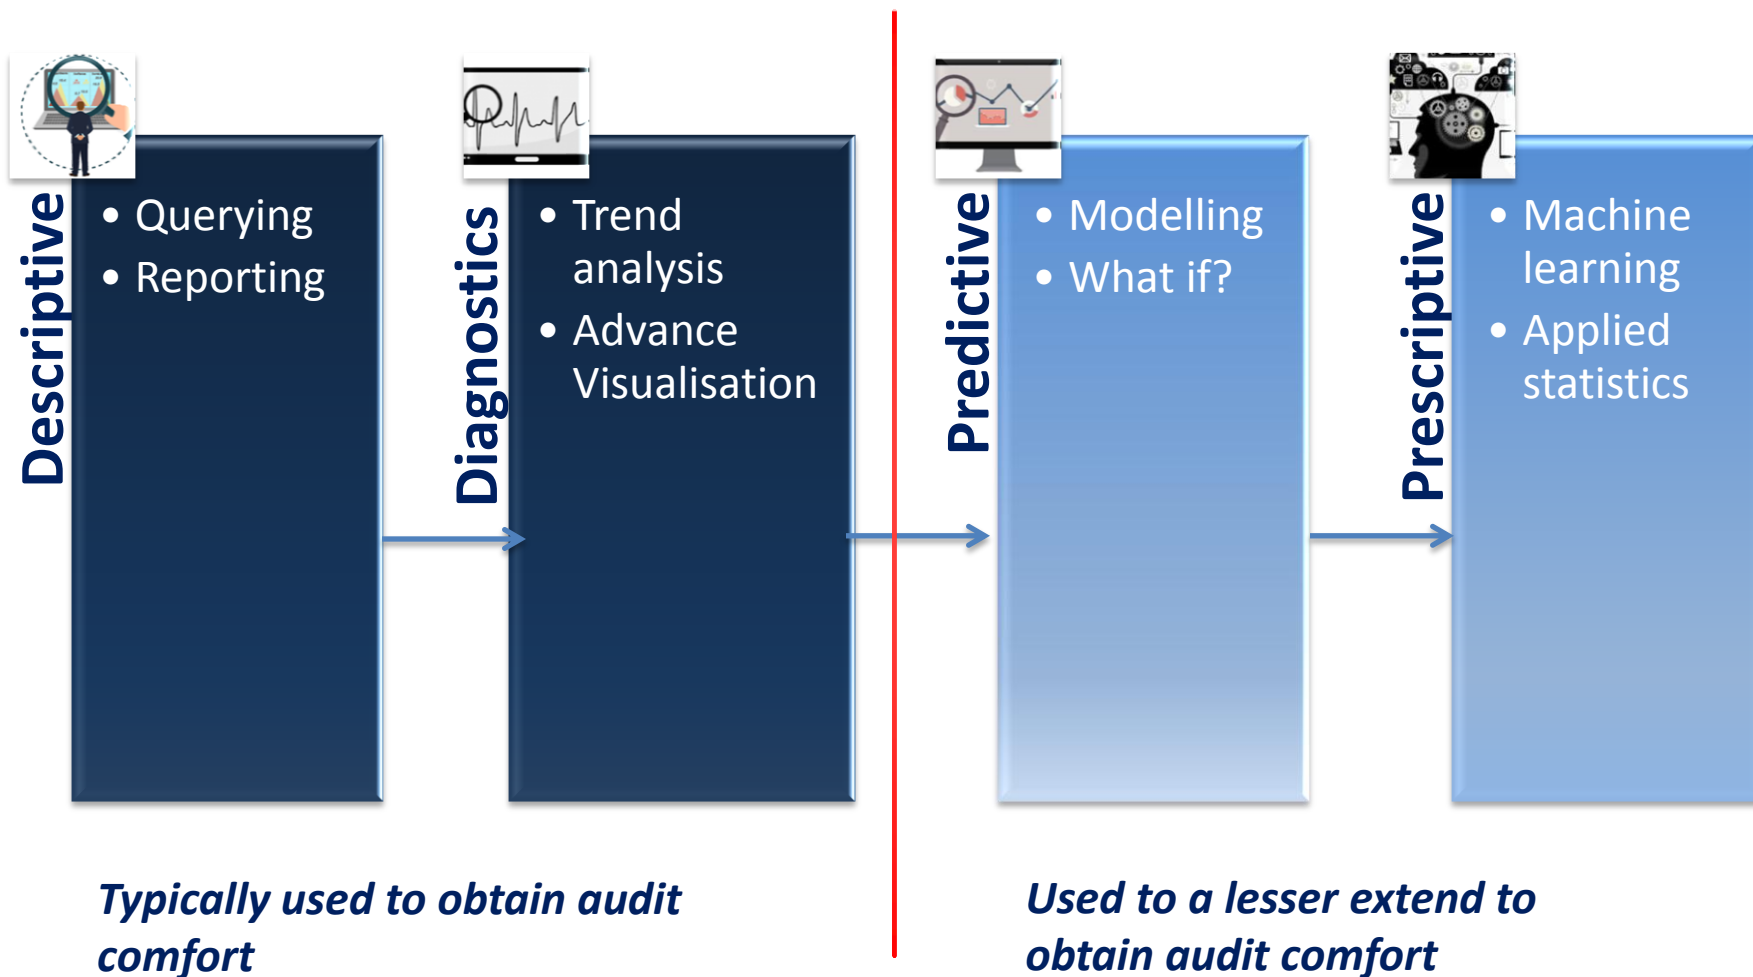 Descriptive
• Querying
• Reporting
Diagnostics
• Trend
analysis
• Advance
Visualisation
Predictive
• Modelling
• What if?
Prescriptive
• Machine
learning
• Applied
statistics
Typically used to obtain audit
comfort
Used to a lesser extend to
obtain audit comfort